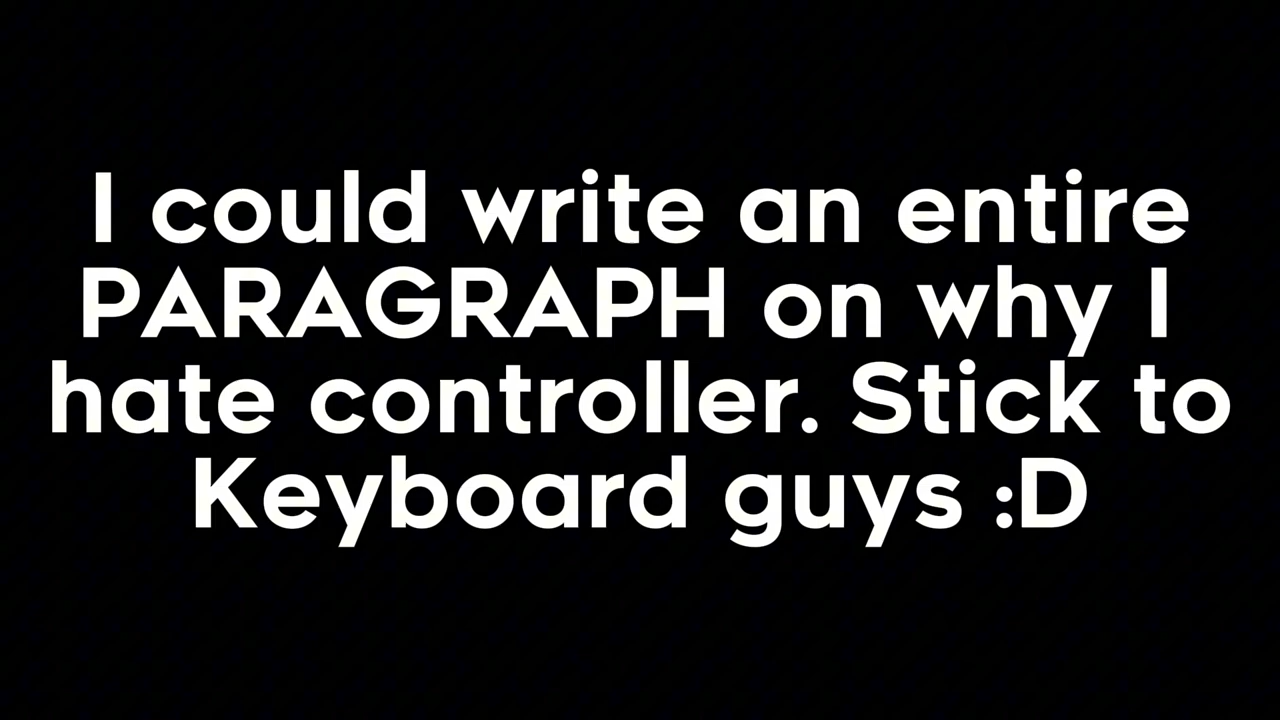 I could write an entire
PARAGRAPH on why I
hate controller. Stick to
Keyboard guys :D